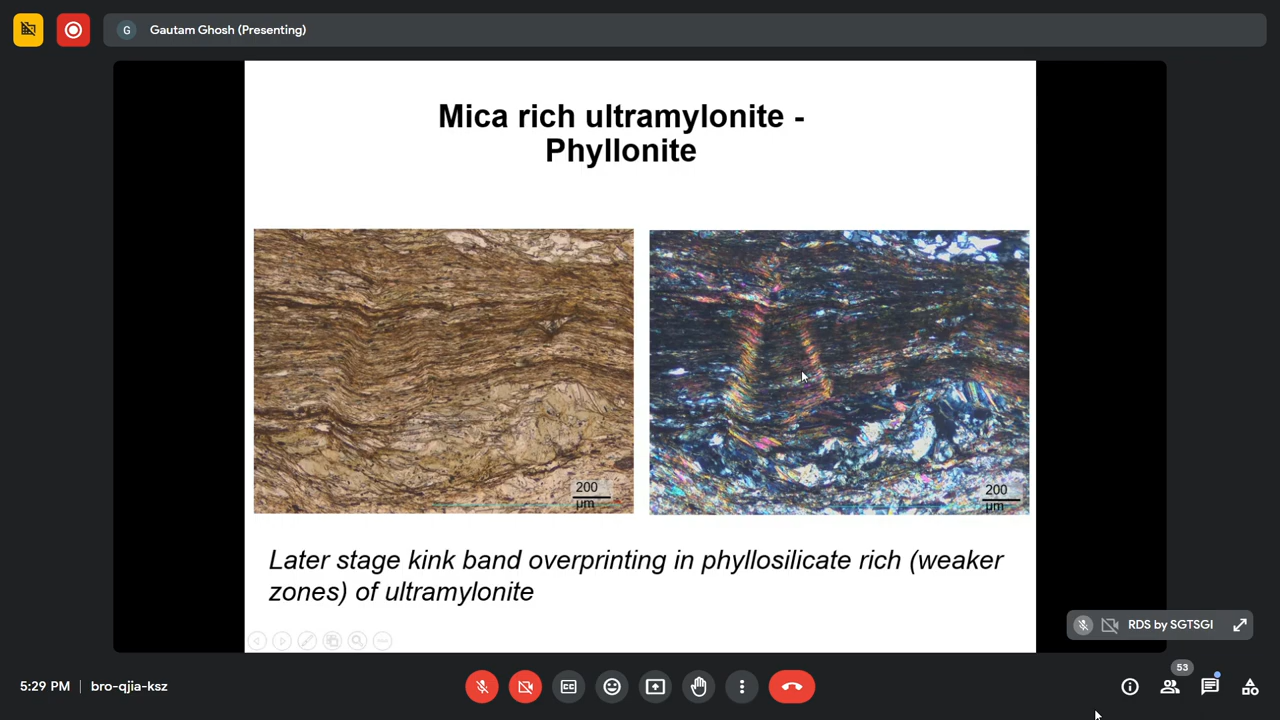 G Gautam Ghosh (Presenting)
Mica rich ultramylonite -
Phyllonite
200
μm
200
μm
Later stage kink band overprinting in phyllosilicate rich (weaker
zones) of ultramylonite
RDS by SGTSGI
53
5:29 PM | bro-qjia-ksz